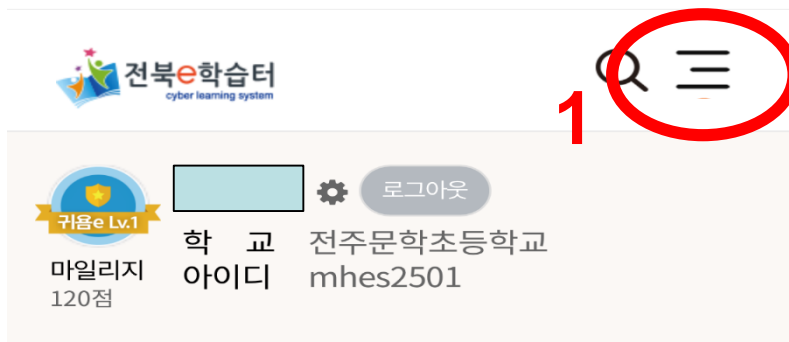 전북e학습터
cyber learning system
1
귀욤e Lv.1
로그아웃
학 교 전주문학초등학교
마일리지
아이디 mhes2501
120점